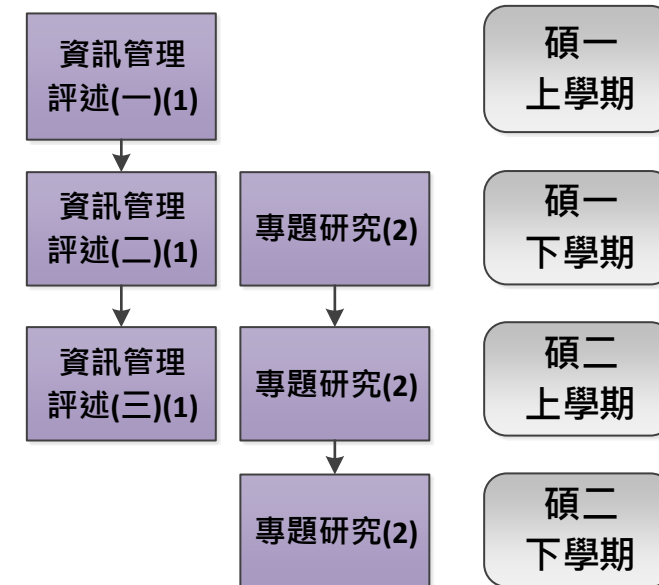 資訊管理
評述(一)(1)
碩一
上學期
資訊管理
評述(二)(1)
專題研究(2)
碩一
下學期
資訊管理
評述(三)(1)
專題研究(2)
碩二
上學期
專題研究(2)
碩二
下學期